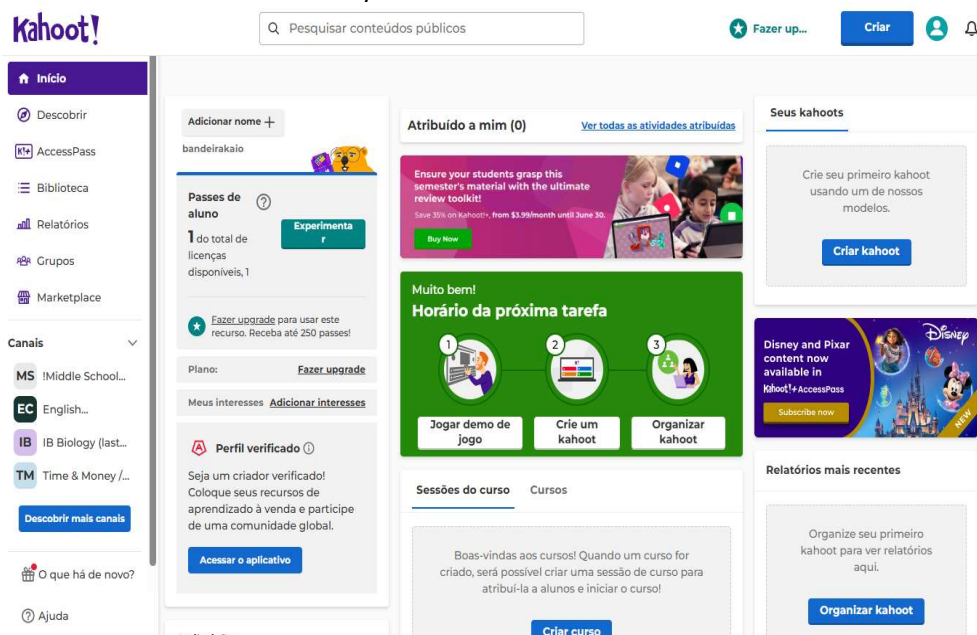 Kahoot!
Pesquisar conteúdos públicos
Fazer up...
Criar
Início
Descobrir
K!+ AccessPass
Biblioteca
Relatórios
Grupos
Marketplace
Canais
MS !Middle School...
EC English...
IB IB Biology (last...
TM Time & Money /...
Descobrir mais canais
O que há de novo?
Ajuda
Adicionar nome +
bandeirakaio
Passes de
aluno
1 do total de
licenças
disponíveis, 1
Experimenta
r
Fazer upgrade para usar este
recurso. Receba até 250 passes!
Plano: Fazer upgrade
Meus interesses Adicionar interesses
Perfil verificado
Seja um criador verificado!
Coloque seus recursos de
aprendizado à venda e participe
de uma comunidade global.
Acessar o aplicativo
Atribuído a mim (0) Ver todas as atividades atribuídas
Ensure your students grasp this
semester's material with the ultimate
review toolkit!
Save 35% on Kahoot!+, from $3.99/month until June 30.
Buy Now
Muito bem!
Horário da próxima tarefa
1 2 3
Jogar demo de
jogo
Crie um
kahoot
Organizar
kahoot
Sessões do curso Cursos
Boas-vindas aos cursos! Quando um curso for
criado, será possível criar uma sessão de curso para
atribuí-la a alunos e iniciar o curso!
Criar curso
Seus kahoots
Crie seu primeiro kahoot
usando um de nossos
modelos.
Criar kahoot
Disney and Pixar
content now
available in
Kahoot!+ AccessPass
Subscribe now
Disney
NEW
Relatórios mais recentes
Organize seu primeiro
kahoot para ver relatórios
aqui.
Organizar kahoot